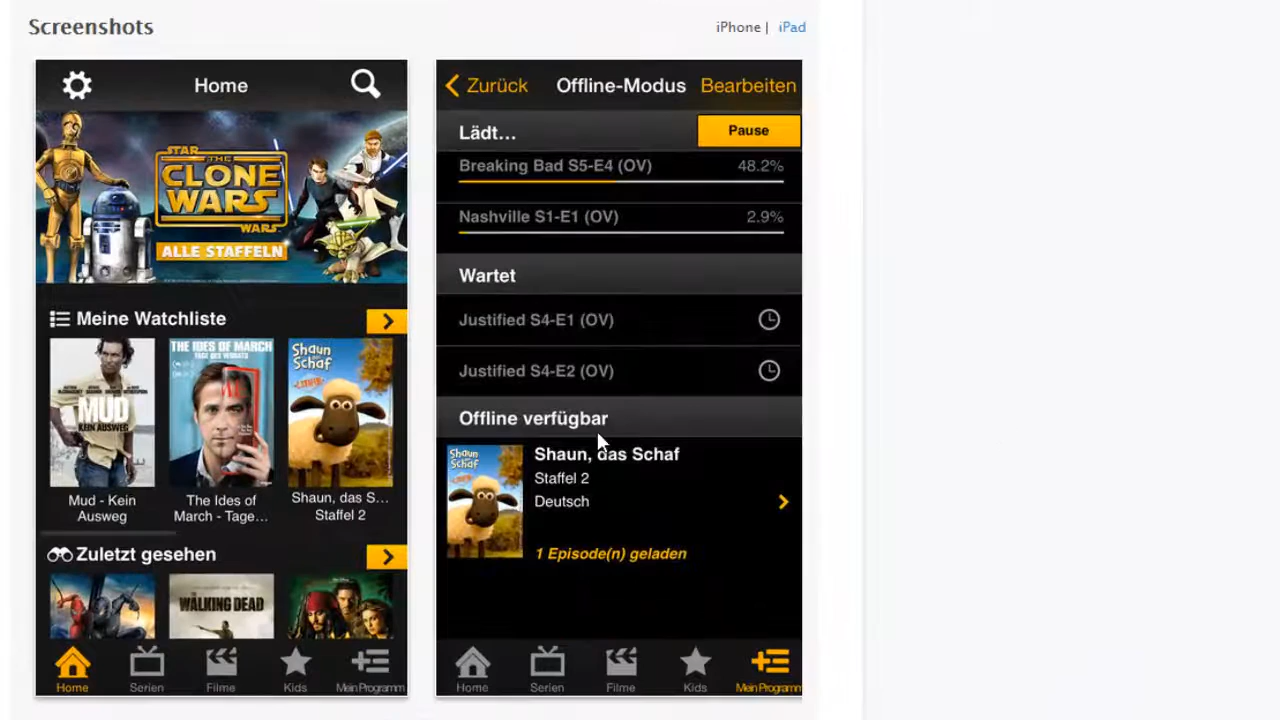 Screenshots
iPhone | iPad
Home
STAR
THE
CLONE
WARS
WARS
ALLE STAFFELN
Meine Watchliste
MUD
KEIN AUSWEG
THE IDES OF MARCH
TAGE DES VERRATS
Shaun
das
Schaf
Mud - Kein
Ausweg
The Ides of
March - Tage...
Shaun, das S...
Staffel 2
Zuletzt gesehen
THE
WALKING DEAD
Home
Serien
Filme
Kids
Mein Programm
Zurück
Offline-Modus
Bearbeiten
Lädt...
Pause
Breaking Bad S5-E4 (OV)
48.2%
Nashville S1-E1 (OV)
2.9%
Wartet
Justified S4-E1 (OV)
Justified S4-E2 (OV)
Offline verfügbar
Shaun
das
Schaf
Shaun, das Schaf
Staffel 2
Deutsch
1 Episode(n) geladen
Home
Serien
Filme
Kids
Mein Programm